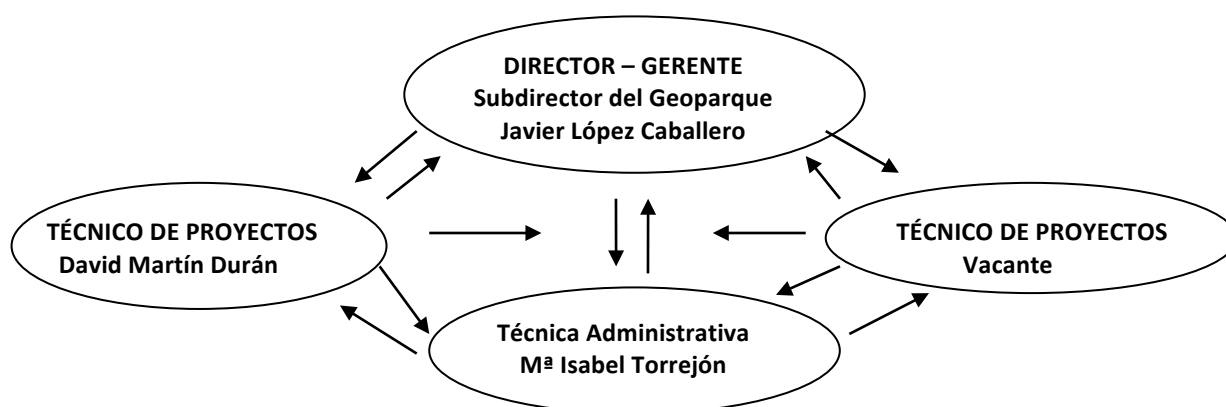 DIRECTOR – GERENTE
Subdirector del Geoparque
Javier López Caballero
TÉCNICO DE PROYECTOS
David Martín Durán
TÉCNICO DE PROYECTOS
Vacante
Técnica Administrativa
Mª Isabel Torrejón